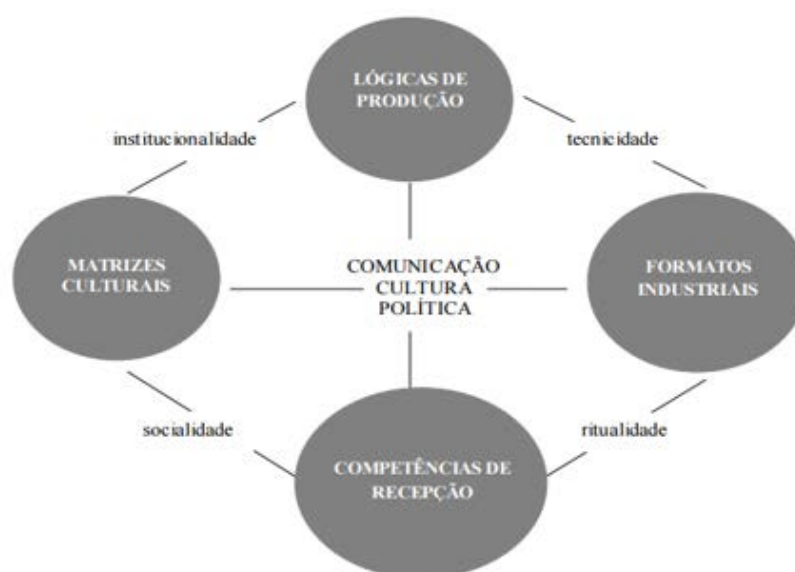 LÓGICAS DE
PRODUÇÃO
institucionalidade
tecnicidade
MATRIZES
CULTURAIS
COMUNICAÇÃO
CULTURA
POLÍTICA
FORMATOS
INDUSTRIAIS
socialidade
ritualidade
COMPETÊNCIAS DE
RECEPÇÃO